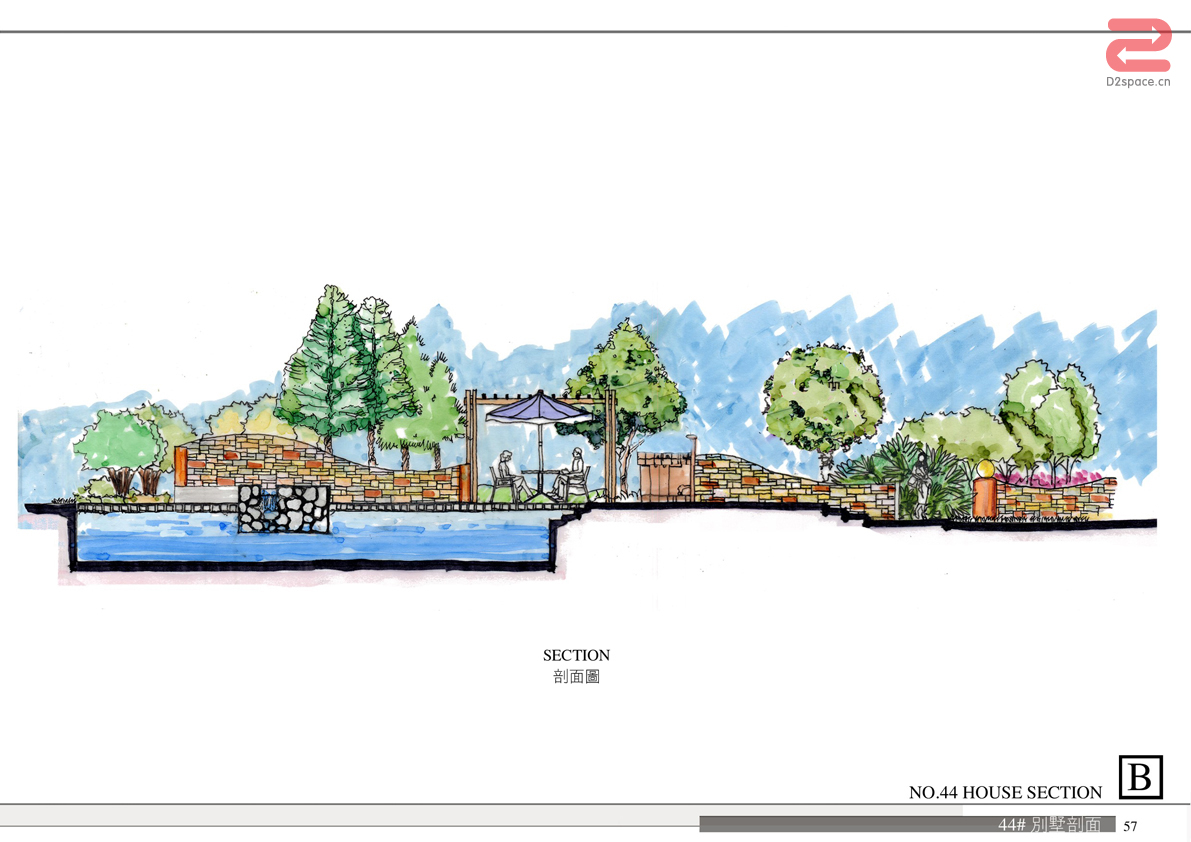 D2space.cn
SECTION
剖面圖
NO.44 HOUSE SECTION
B
44# 別墅剖面
57